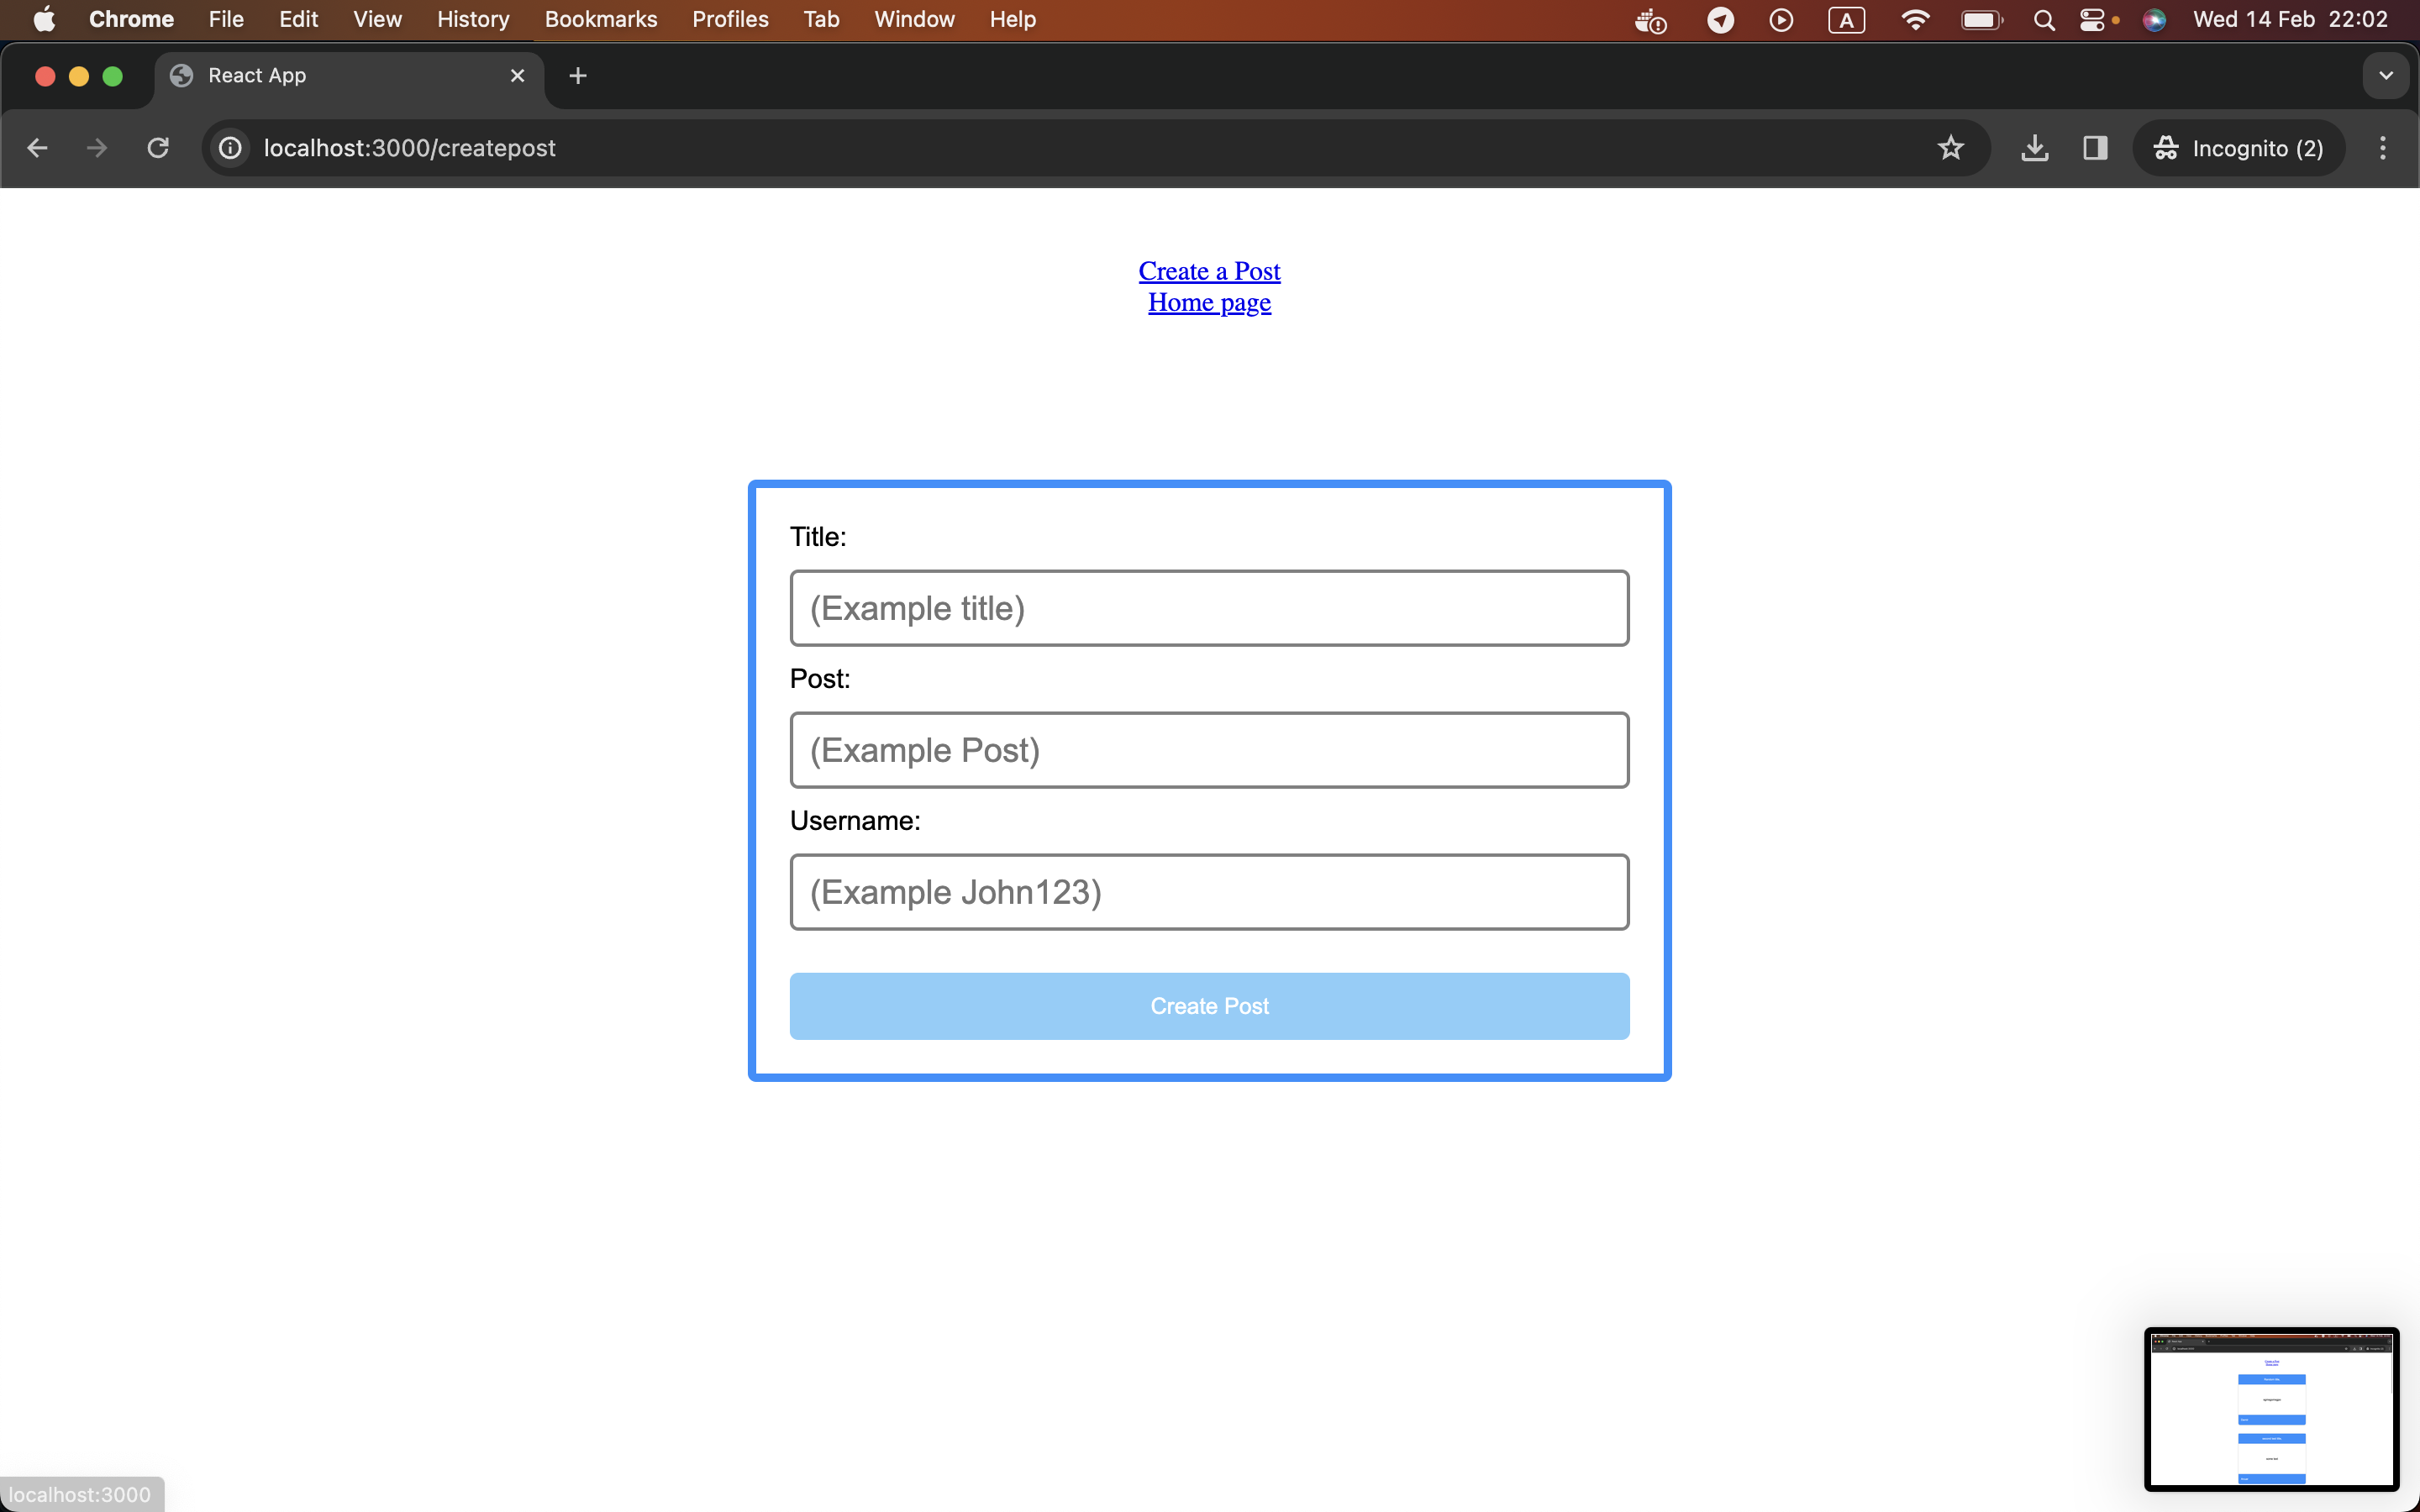 Chrome File Edit View History Bookmarks Profiles Tab Window Help A Wed 14 Feb 22:02
React App
localhost:3000/createpost Incognito (2)
Create a Post
Home page
Title:
(Example title)
Post:
(Example Post)
Username:
(Example John123)
Create Post
localhost:3000